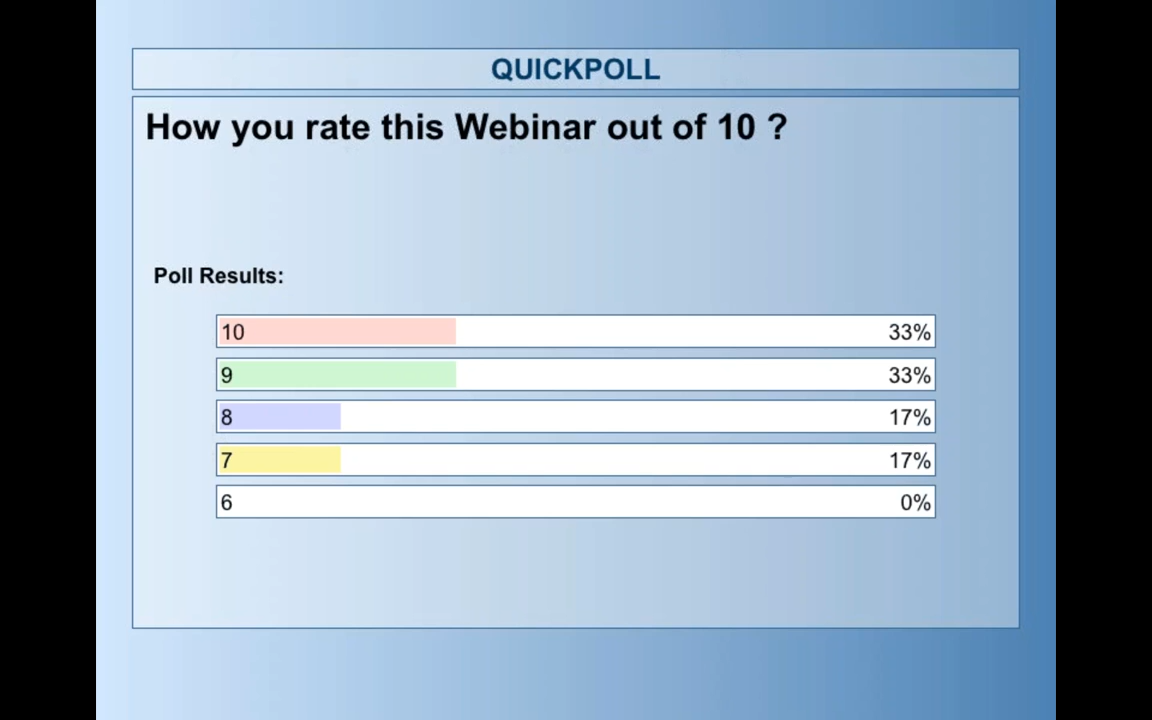 QUICKPOLL
How you rate this Webinar out of 10 ?
Poll Results:
10 33%
9 33%
8 17%
7 17%
6 0%